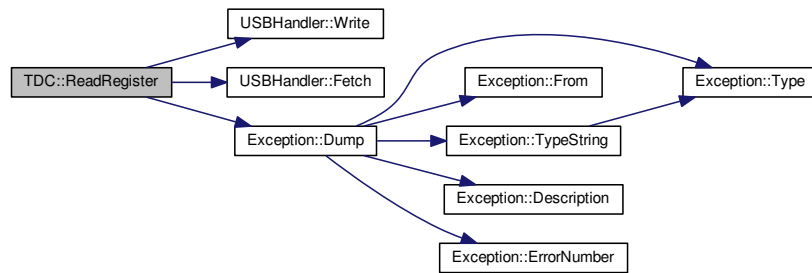 USBHandler::Write
TDC::ReadRegister
USBHandler::Fetch
Exception::From
Exception::Type
Exception::Dump
Exception::TypeString
Exception::Description
Exception::ErrorNumber